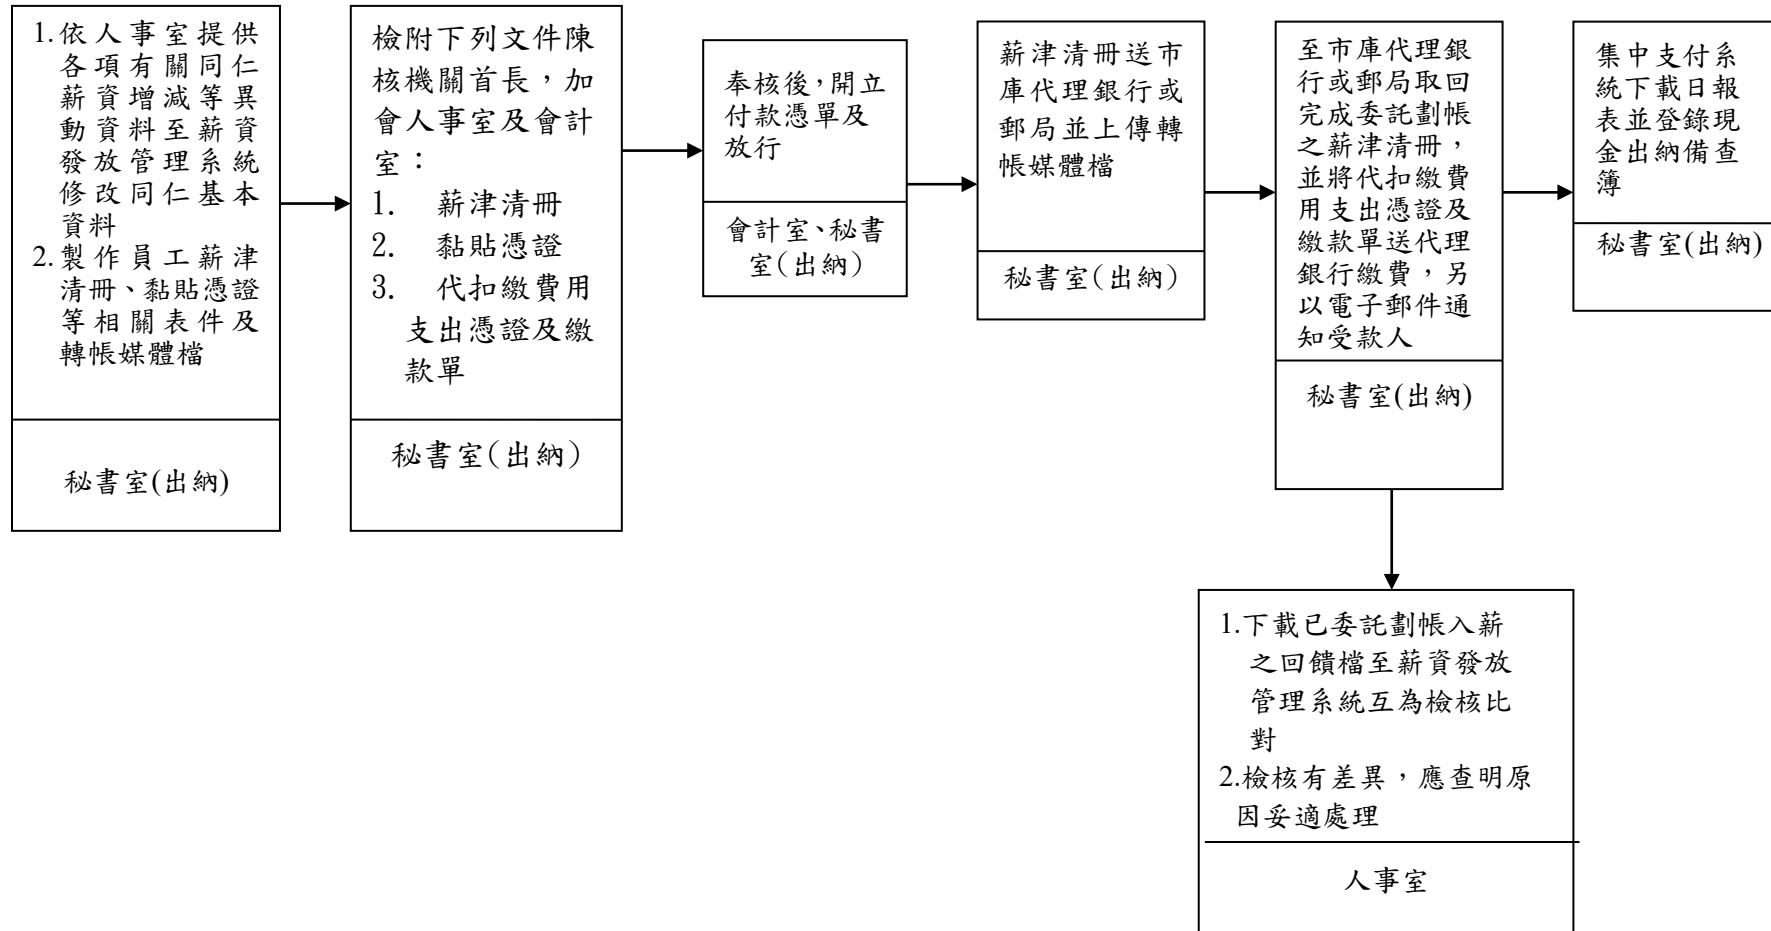 1.依人事室提供
各項有關同仁
薪資增減等異
動資料至薪資
發放管理系統
修改同仁基本
資料
2.製作員工薪津
清冊、黏貼憑證
等相關表件及
轉帳媒體檔
秘書室(出納)
檢附下列文件陳
核機關首長，加
會人事室及會計
室：
1. 薪津清冊
2. 黏貼憑證
3. 代扣繳費用
支出憑證及繳
款單
秘書室(出納)
奉核後，開立
付款憑單及
放行
會計室、秘書
室(出納)
薪津清冊送市
庫代理銀行或
郵局並上傳轉
帳媒體檔
秘書室(出納)
至市庫代理銀
行或郵局取回
完成委託劃帳
之薪津清冊，
並將代扣繳費
用支出憑證及
繳款單送代理
銀行繳費，另
以電子郵件通
知受款人
秘書室(出納)
集中支付系
統下載日報
表並登錄現
金出納備查
簿
秘書室(出納)
1.下載已委託劃帳入薪
之回饋檔至薪資發放
管理系統互為檢核比
對
2.檢核有差異，應查明原
因妥適處理
人事室